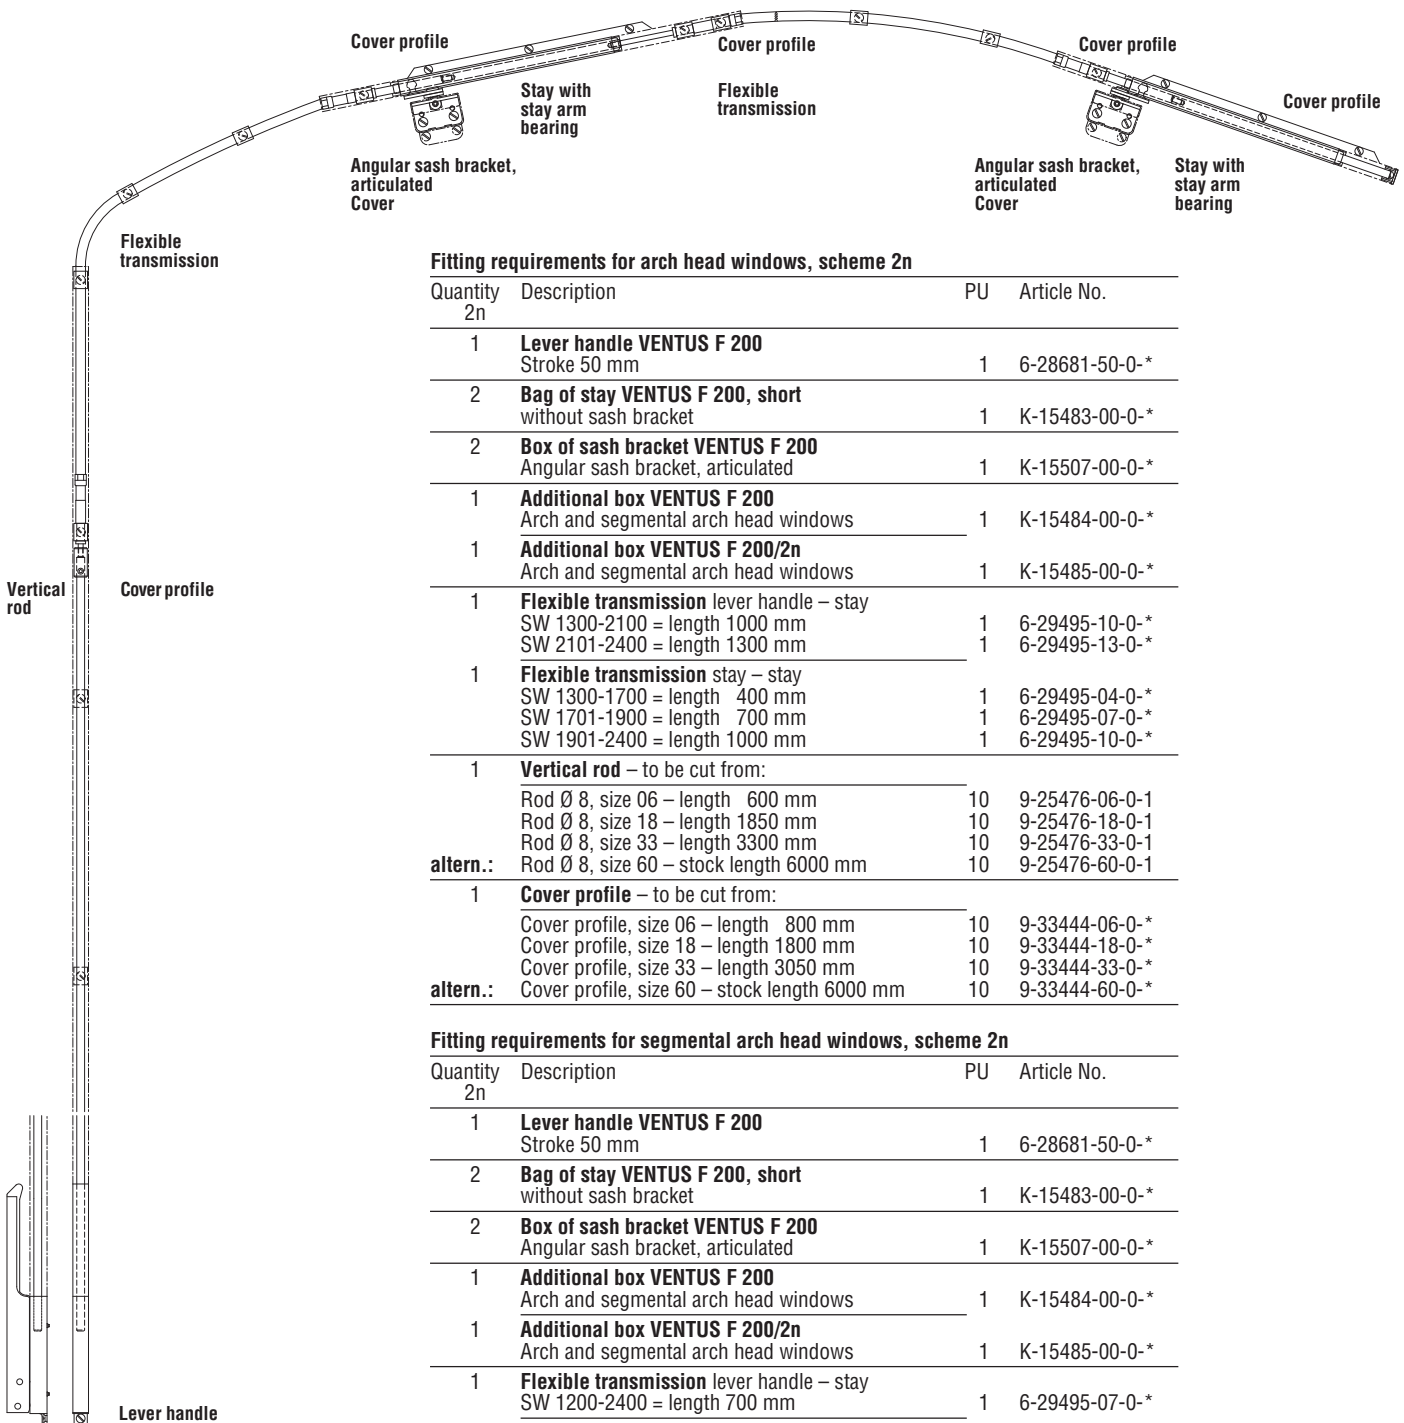 Cover profile
Cover profile
Cover profile
Stay with
stay arm
bearing
Flexible
transmission
Cover profile
Angular sash bracket,
articulated
Cover
Angular sash bracket,
articulated
Cover
Stay with
stay arm
bearing
Flexible
transmission
Vertical
rod
Cover profile
Lever handle
Fitting requirements for arch head windows, scheme 2n
Quantity Description PU Article No.
2n
1 Lever handle VENTUS F 200
Stroke 50 mm 1 6-28681-50-0-*
2 Bag of stay VENTUS F 200, short
without sash bracket 1 K-15483-00-0-*
2 Box of sash bracket VENTUS F 200
Angular sash bracket, articulated 1 K-15507-00-0-*
1 Additional box VENTUS F 200
Arch and segmental arch head windows 1 K-15484-00-0-*
1 Additional box VENTUS F 200/2n
Arch and segmental arch head windows 1 K-15485-00-0-*
1 Flexible transmission lever handle – stay
SW 1300-2100 = length 1000 mm 1 6-29495-10-0-*
SW 2101-2400 = length 1300 mm 1 6-29495-13-0-*
1 Flexible transmission stay – stay
SW 1300-1700 = length 400 mm 1 6-29495-04-0-*
SW 1701-1900 = length 700 mm 1 6-29495-07-0-*
SW 1901-2400 = length 1000 mm 1 6-29495-10-0-*
1 Vertical rod – to be cut from:
Rod Ø 8, size 06 – length 600 mm 10 9-25476-06-0-1
Rod Ø 8, size 18 – length 1850 mm 10 9-25476-18-0-1
Rod Ø 8, size 33 – length 3300 mm 10 9-25476-33-0-1
altern.: Rod Ø 8, size 60 – stock length 6000 mm 10 9-25476-60-0-1
1 Cover profile – to be cut from:
Cover profile, size 06 – length 800 mm 10 9-33444-06-0-*
Cover profile, size 18 – length 1800 mm 10 9-33444-18-0-*
Cover profile, size 33 – length 3050 mm 10 9-33444-33-0-*
altern.: Cover profile, size 60 – stock length 6000 mm 10 9-33444-60-0-*
Fitting requirements for segmental arch head windows, scheme 2n
Quantity Description PU Article No.
2n
1 Lever handle VENTUS F 200
Stroke 50 mm 1 6-28681-50-0-*
2 Bag of stay VENTUS F 200, short
without sash bracket 1 K-15483-00-0-*
2 Box of sash bracket VENTUS F 200
Angular sash bracket, articulated 1 K-15507-00-0-*
1 Additional box VENTUS F 200
Arch and segmental arch head windows 1 K-15484-00-0-*
1 Additional box VENTUS F 200/2n
Arch and segmental arch head windows 1 K-15485-00-0-*
1 Flexible transmission lever handle – stay
SW 1200-2400 = length 700 mm 1 6-29495-07-0-*